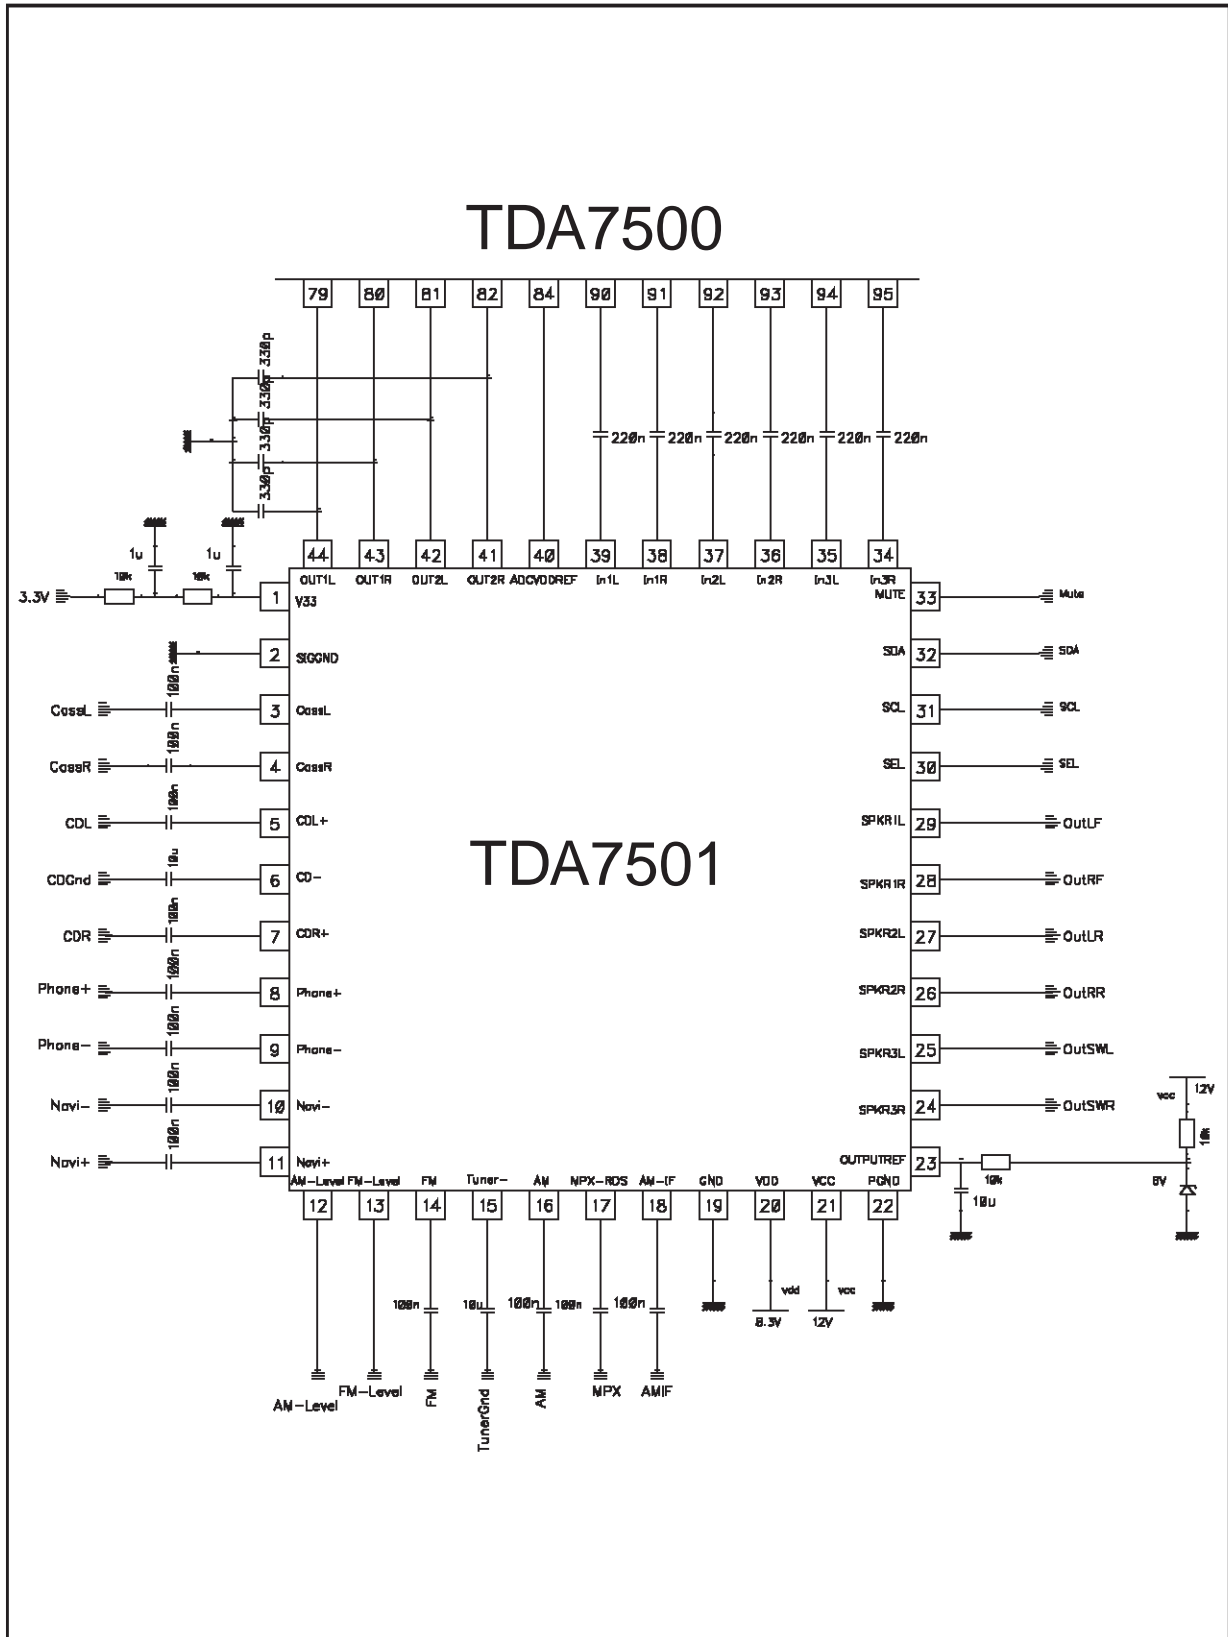 TDA7500
79 80 81 82 84 90 91 92 93 94 95
330p
330p
330p
330p
220n 220n 220n 220n 220n 220n
1u 1u
10k 10k
44 43 42 41 40 39 38 37 36 35 34
OUT1L OUT1R OUT2L OUT2R ADCVDDREF In1L In1R In2L In2R In3L In3R
3.3V 1 V33
MUTE 33 Mute
2 SIGGND
SDA 32 SDA
CassL 100n 3 CassL
SCL 31 SCL
CassR 100n 4 CassR
SEL 30 SEL
CDL 100n 5 CDL+
SPKR1L 29 OutLF
TDA7501
CDGnd 10u 6 CD-
SPKR1R 28 OutRF
CDR 100n 7 CDR+
SPKR2L 27 OutLR
Phone+ 100n 8 Phone+
SPKR2R 26 OutRR
Phone- 100n 9 Phone-
SPKR3L 25 OutSWL
Navi- 100n 10 Navi-
SPKR3R 24 OutSWR
vcc 12V
10k
Navi+ 100n 11 Navi+
OUTPUTREF 23
10k
10u
8V
AM-Level FM-Level FM Tuner- AM MPX-RDS AM-IF GND VDD VCC PGND
12 13 14 15 16 17 18 19 20 21 22
vdd vcc
100n 10u 100n 100n 100n
8.3V 12V
AM-Level FM-Level FM TunerGnd AM MPX AMIF